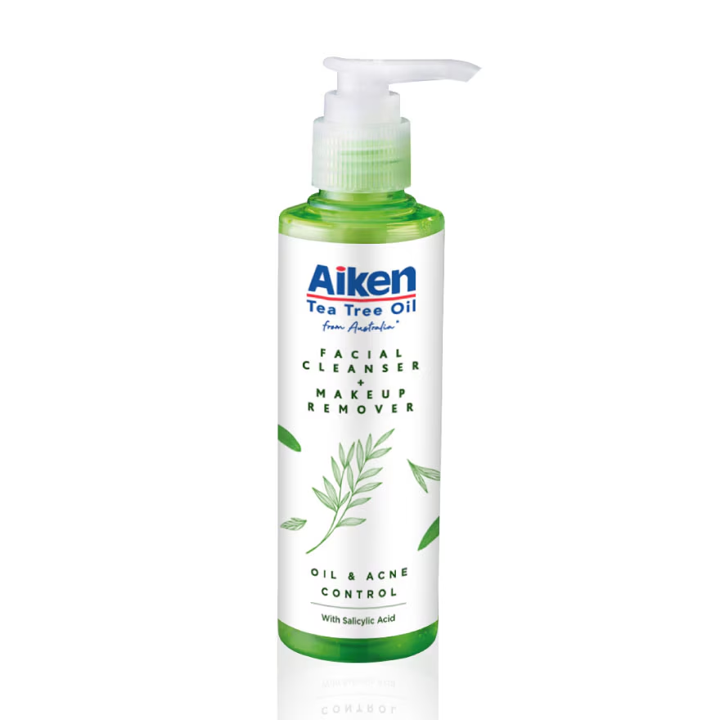 Aiken
Tea Tree Oil
from Australia*
FACIAL
CLEANSER
+
MAKEUP
REMOVER
OIL & ACNE
CONTROL
With Salicylic Acid